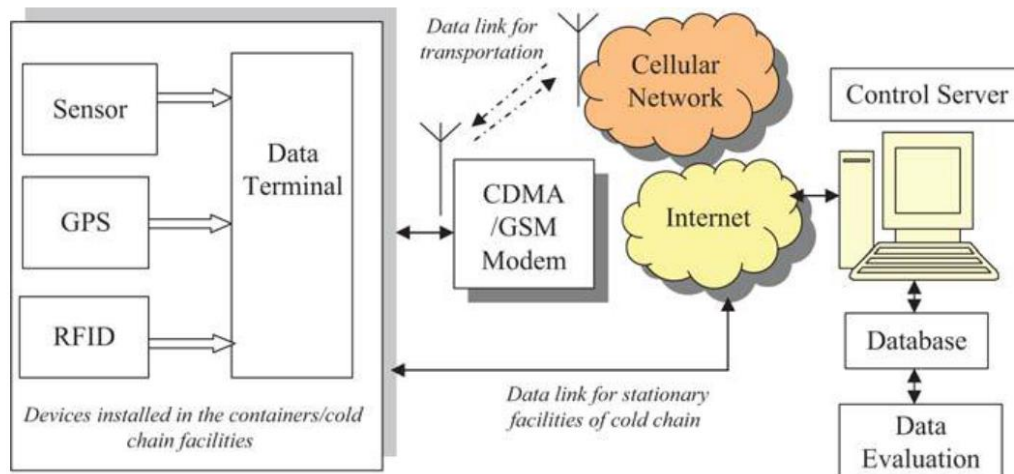 Sensor
GPS
RFID
Data
Terminal
Devices installed in the containers/cold
chain facilities
Data link for
transportation
CDMA
/GSM
Modem
Cellular
Network
Internet
Data link for stationary
facilities of cold chain
Control Server
Database
Data
Evaluation